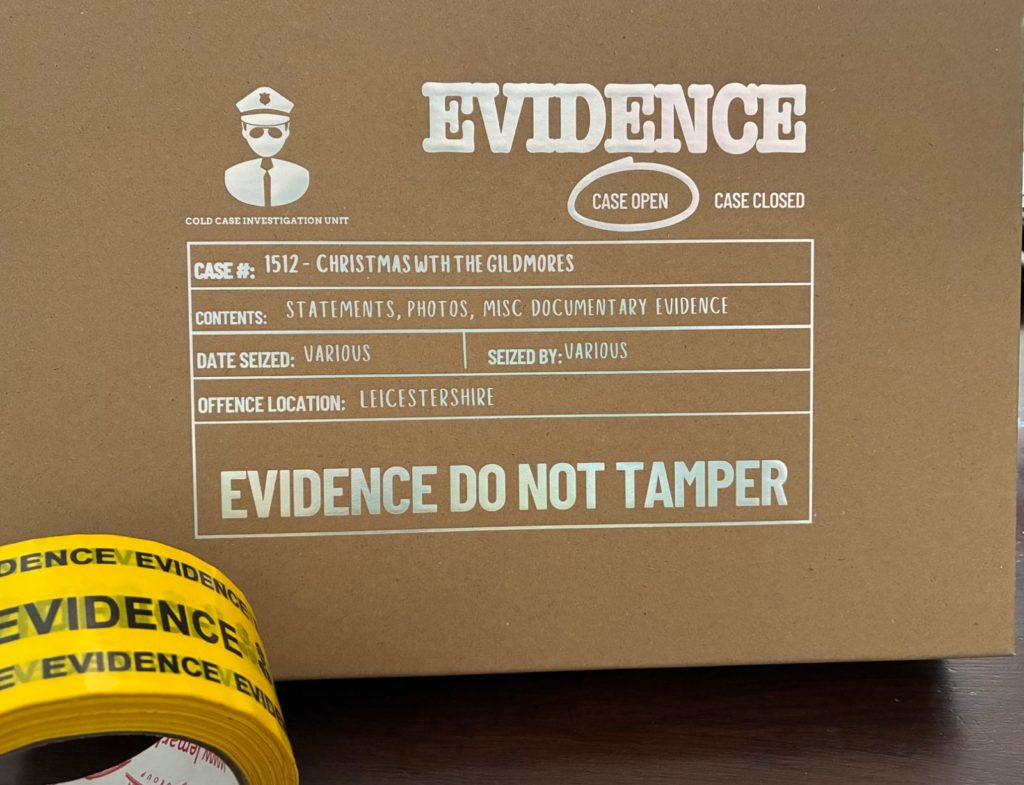 EVIDENCE
CASE OPEN CASE CLOSED
COLD CASE INVESTIGATION UNIT
CASE #: 1512 - CHRISTMAS WTH THE GILDMORES
CONTENTS: STATEMENTS, PHOTOS, MISC DOCUMENTARY EVIDENCE
DATE SEIZED: VARIOUS SEIZED BY: VARIOUS
OFFENCE LOCATION: LEICESTERSHIRE
EVIDENCE DO NOT TAMPER
DENCE EVIDENCE
EVIDENCE
EVIDENCE EVIDE